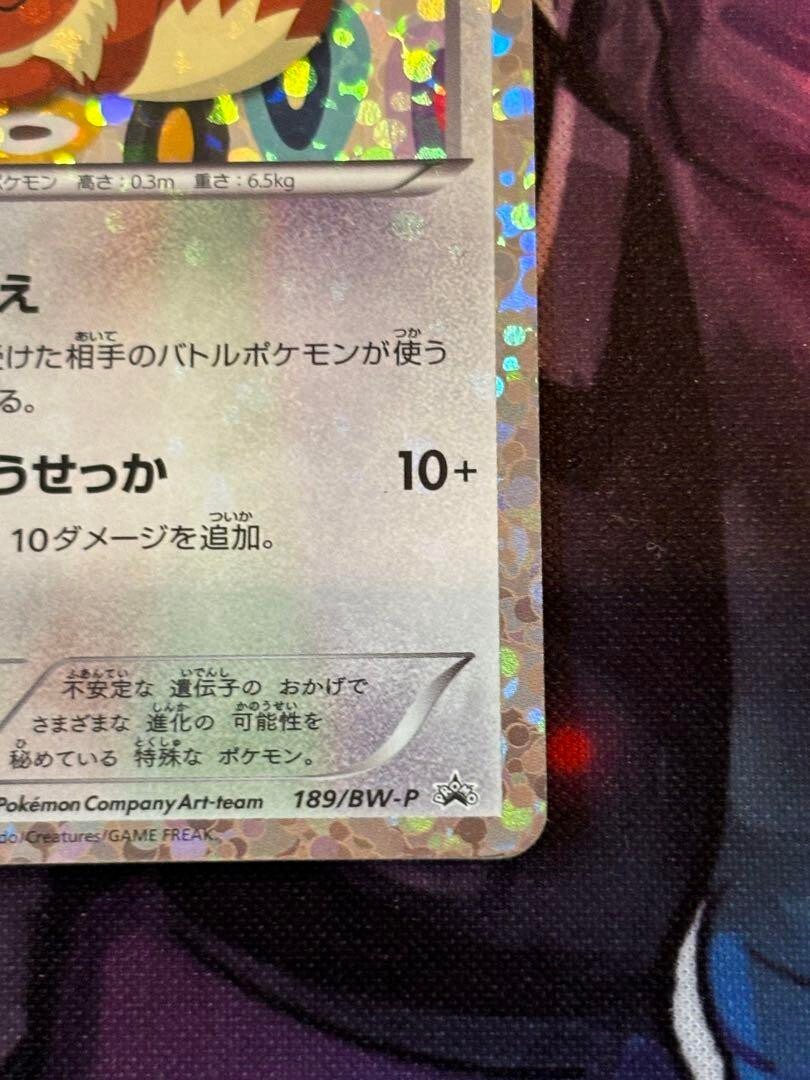 ポケモン 高さ:0.3m 重さ:6.5kg
え
受けた相手のバトルポケモンが使う
る。
うせっか 10+
10ダメージを追加。
不安定な 遺伝子の おかげで
さまざまな 進化の 可能性を
秘めている 特殊な ポケモン。
Pokémon Company Art-team 189/BW-P
do/Creatures/GAME FREAK.